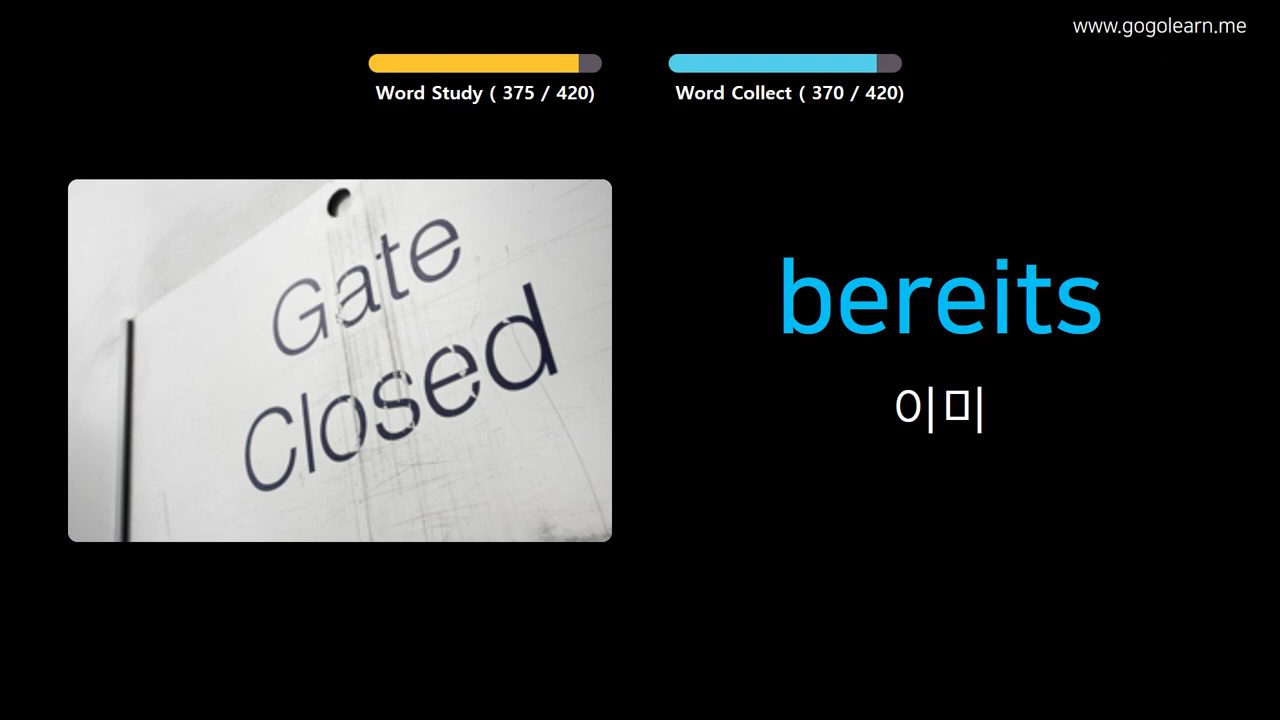 www.gogolearn.me
Word Study ( 375 / 420)
Word Collect ( 370 / 420)
Gate
Closed
bereits
이미